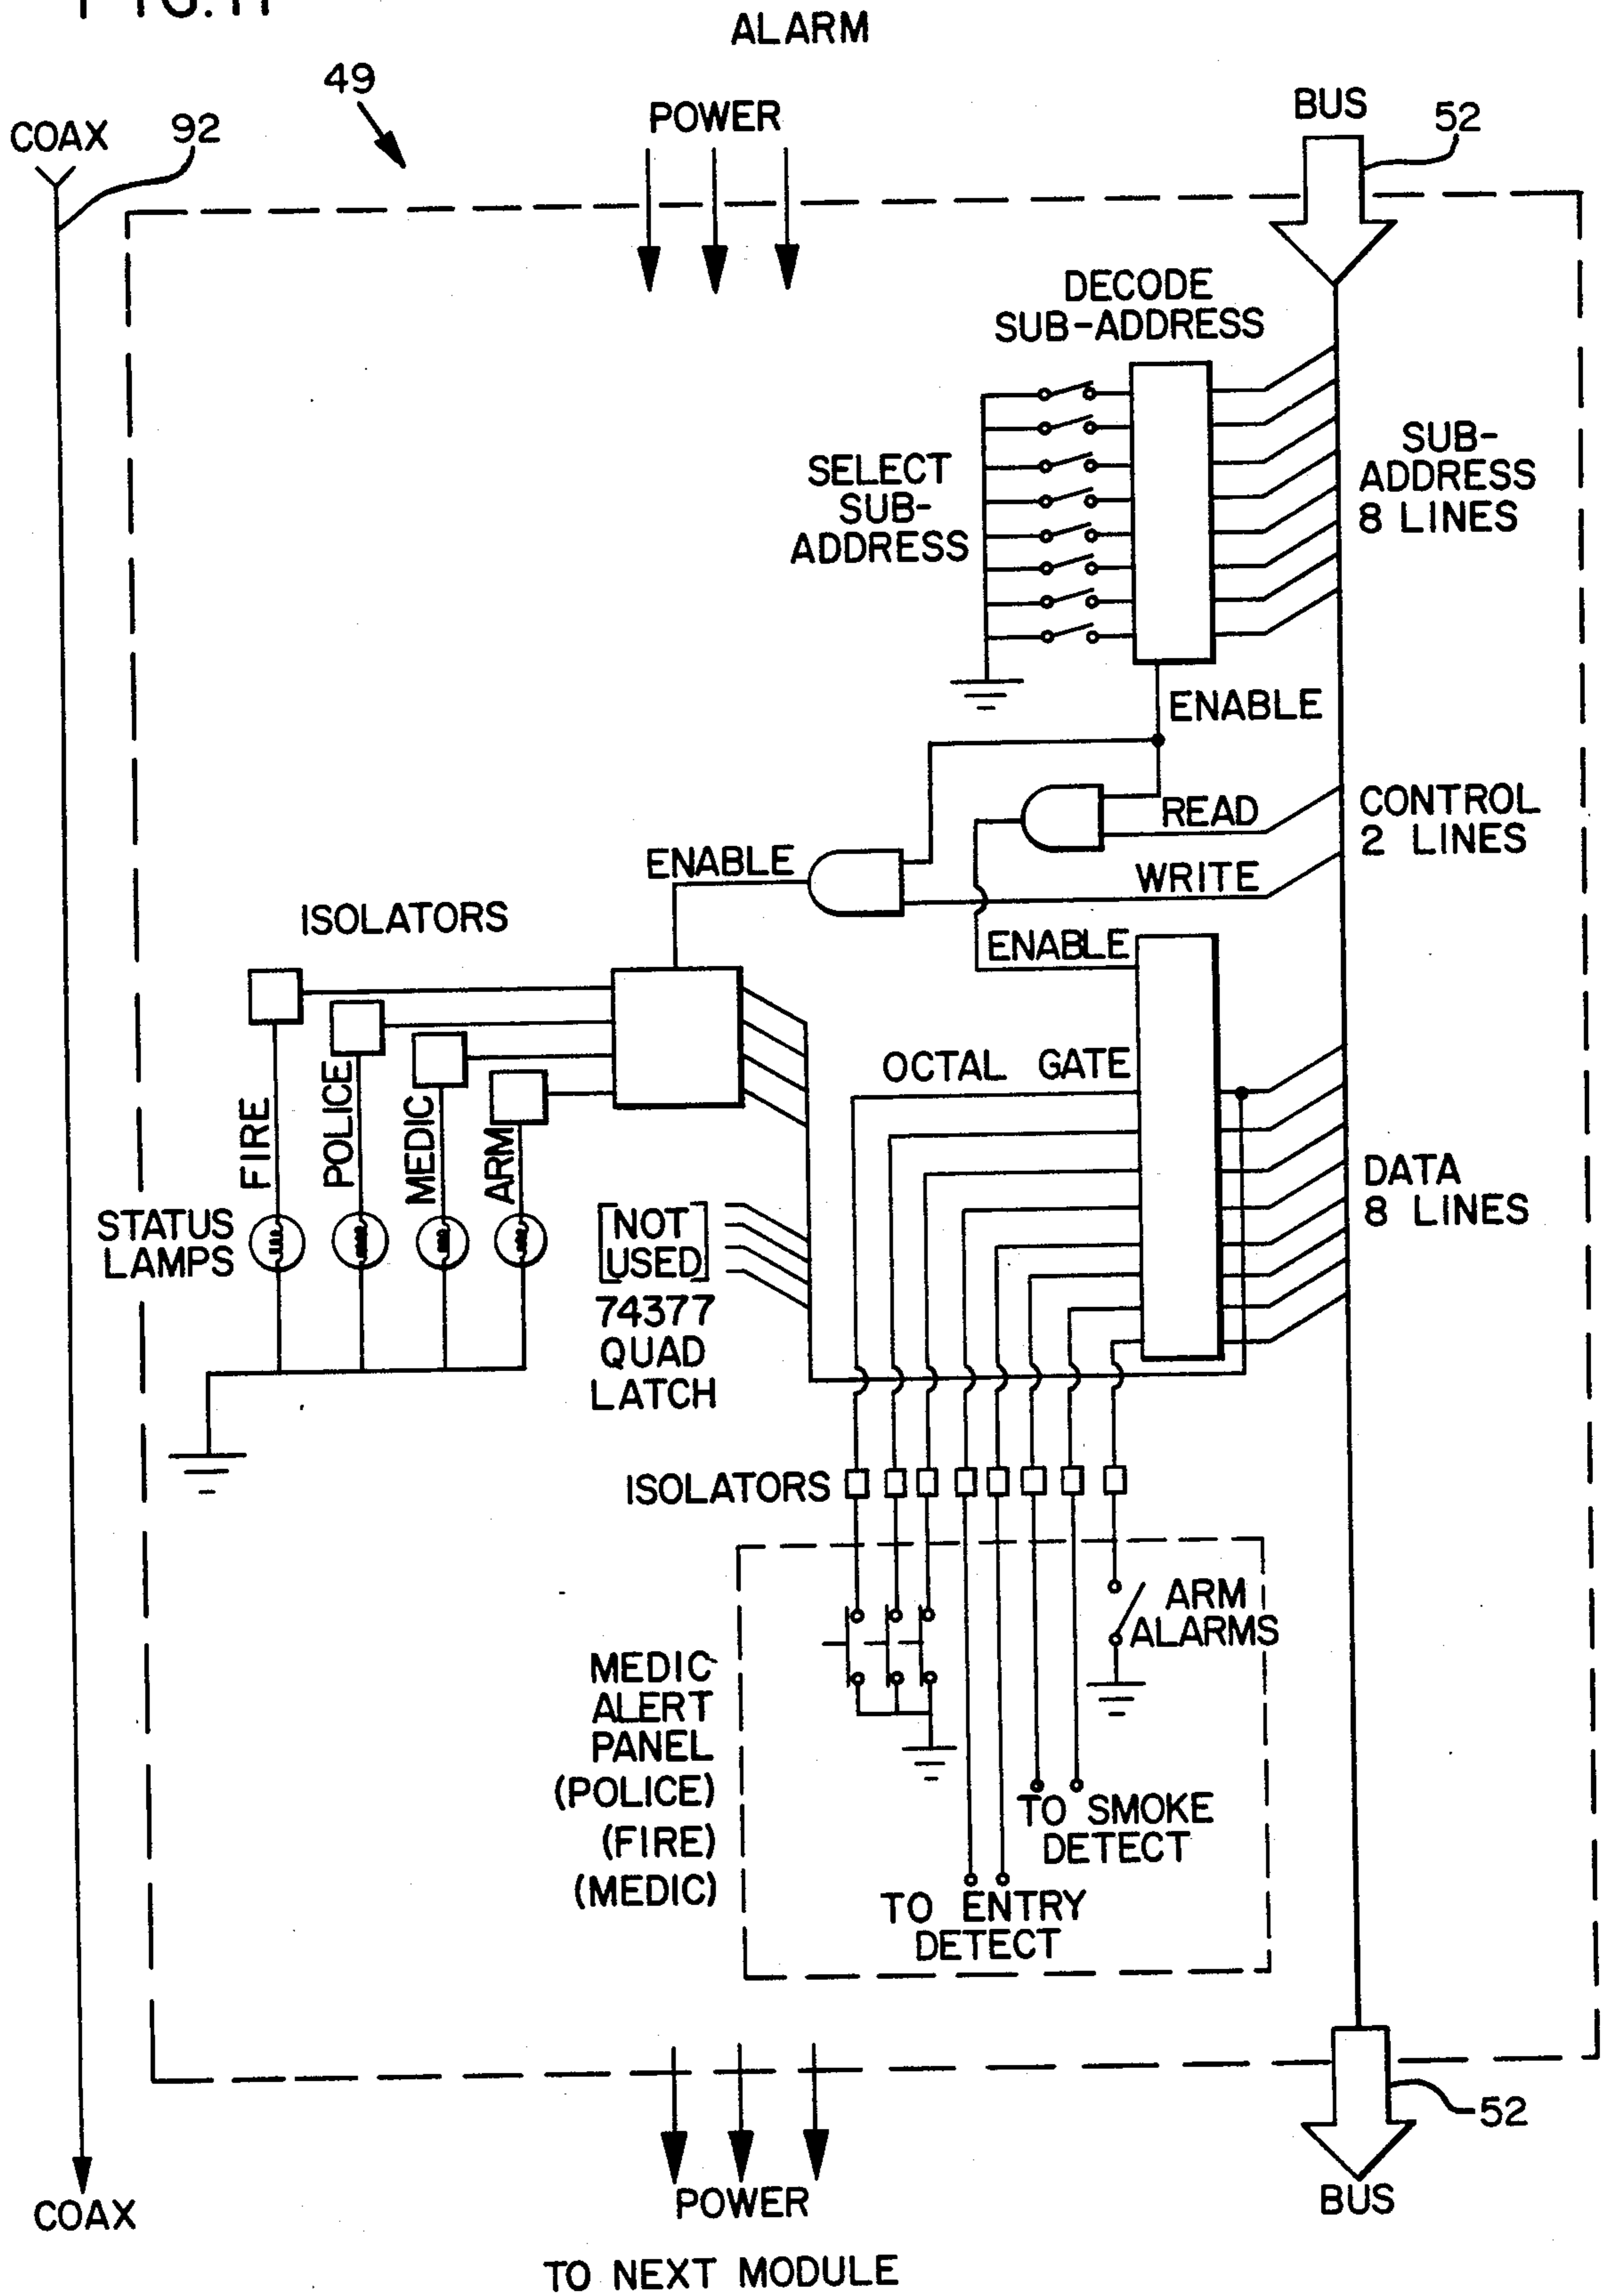 FIG. 11
ALARM
49
COAX
92
POWER
BUS
52
DECODE
SUB-ADDRESS
SELECT
SUB-
ADDRESS
SUB-
ADDRESS
8 LINES
ENABLE
READ
CONTROL
2 LINES
ENABLE
WRITE
ISOLATORS
ENABLE
OCTAL GATE
FIRE
POLICE
MEDIC
ARM
DATA
8 LINES
STATUS
LAMPS
[NOT
USED]
74377
QUAD
LATCH
ISOLATORS
ARM
ALARMS
MEDIC
ALERT
PANEL
(POLICE)
(FIRE)
(MEDIC)
TO SMOKE
DETECT
TO ENTRY
DETECT
52
COAX
POWER
BUS
TO NEXT MODULE